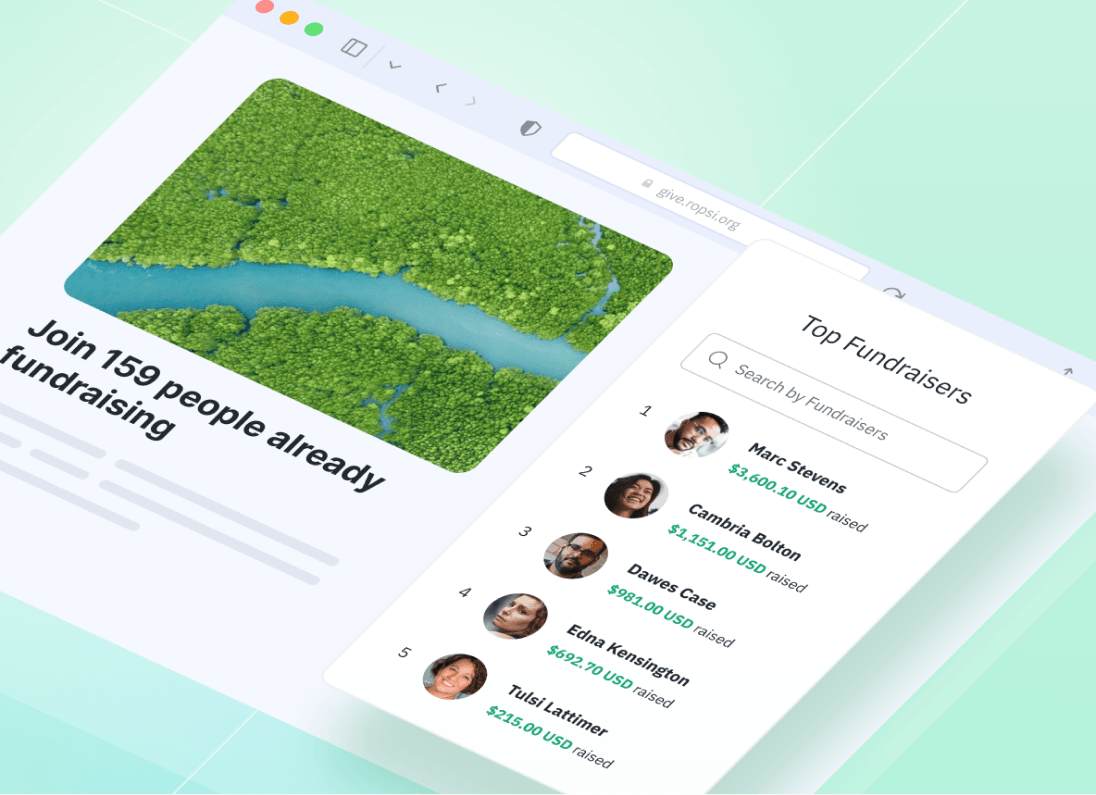 give.ropsi.org
Join 159 people already
fundraising
Top Fundraisers
Search by Fundraisers
1
Marc Stevens
$3,600.10 USD raised
2
Cambria Bolton
$1,151.00 USD raised
3
Dawes Case
$981.00 USD raised
4
Edna Kensington
$692.70 USD raised
5
Tulsi Lattimer
$215.00 USD raised